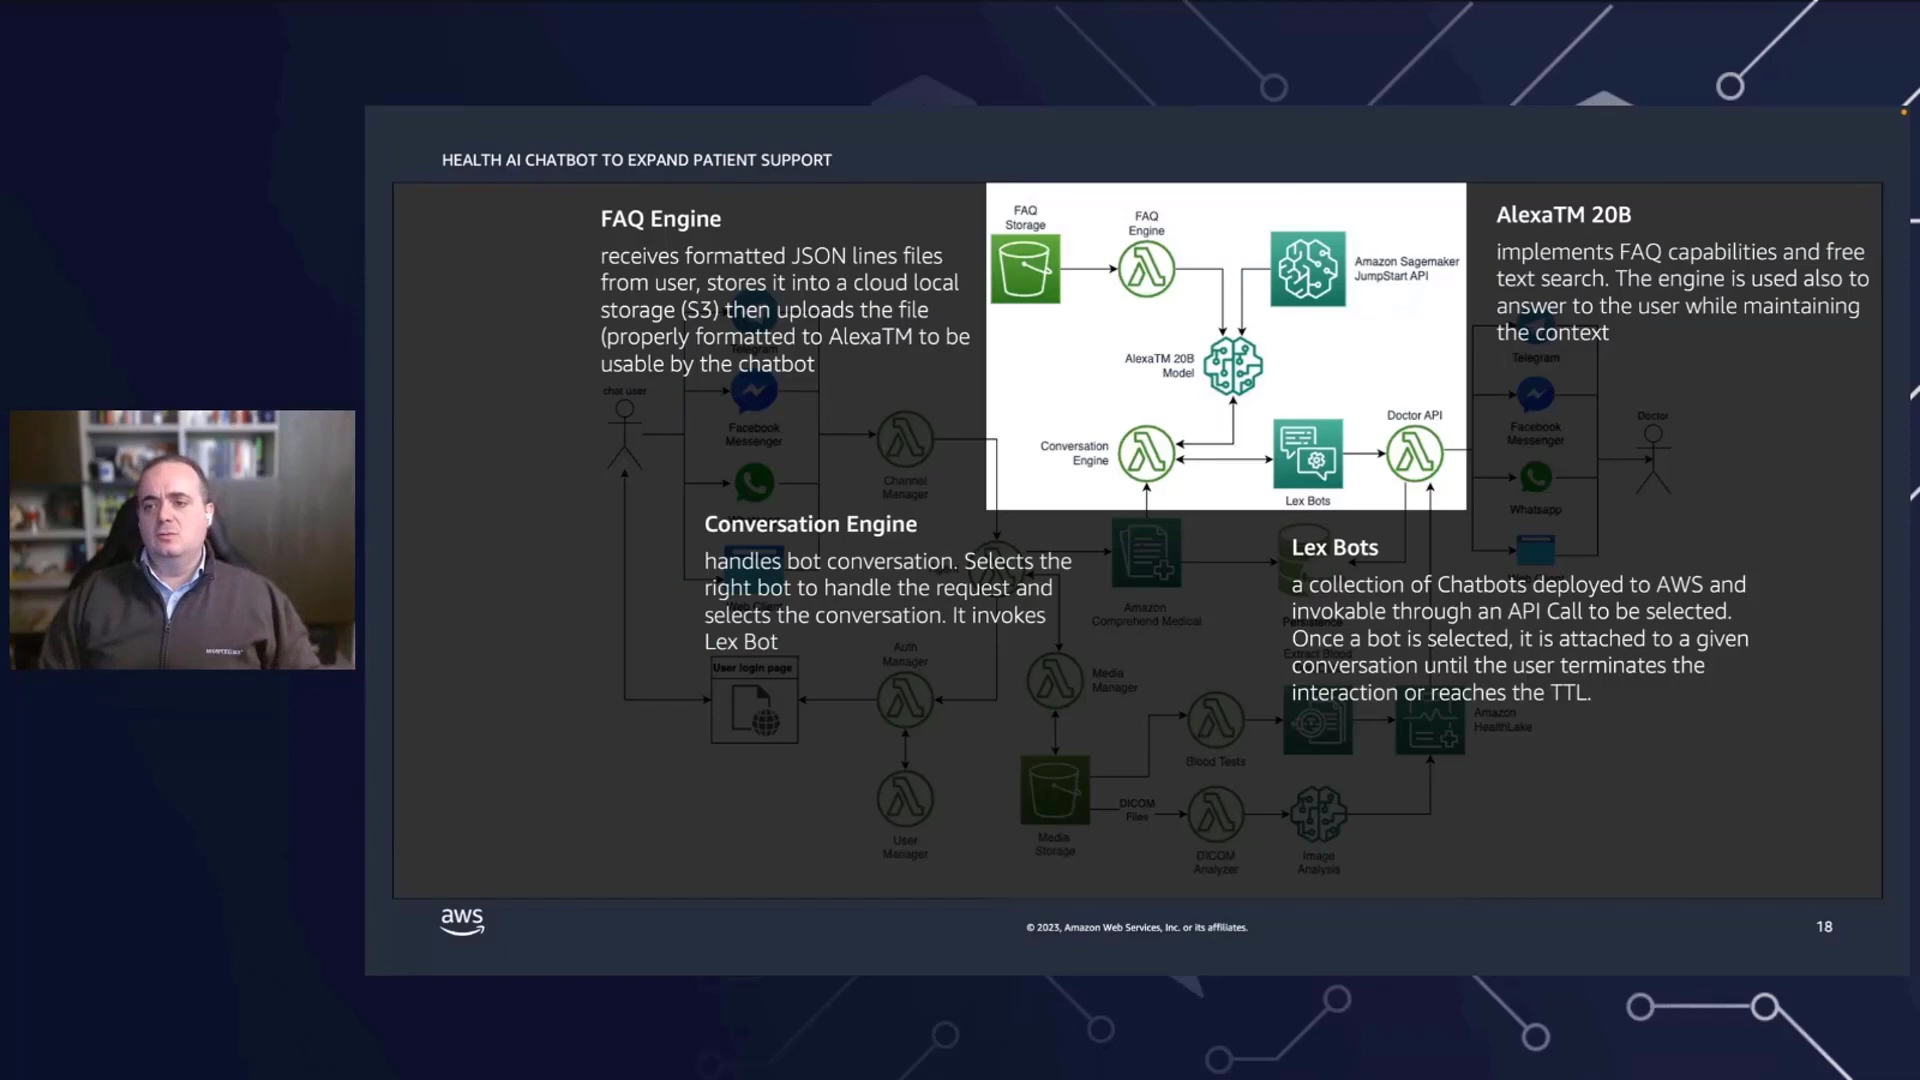 HEALTH AI CHATBOT TO EXPAND PATIENT SUPPORT
FAQ Engine
receives formatted JSON lines files
from user, stores it into a cloud local
storage (S3) then uploads the file
(properly formatted to AlexaTM to be
usable by the chatbot
FAQ
Storage
FAQ
Engine
Amazon Sagemaker
JumpStart API
AlexaTM 20B
Model
Conversation
Engine
Lex Bots
Doctor API
AlexaTM 20B
implements FAQ capabilities and free
text search. The engine is used also to
answer to the user while maintaining
the context
Telegram
chat user
Facebook
Messenger
Channel
Manager
Telegram
Facebook
Messenger
Whatsapp
Doctor
Conversation Engine
handles bot conversation. Selects the
right bot to handle the request and
selects the conversation. It invokes
Lex Bot
Web Client
Amazon
Comprehend Medical
Lex Bots
a collection of Chatbots deployed to AWS and
invokable through an API Call to be selected.
Once a bot is selected, it is attached to a given
conversation until the user terminates the
interaction or reaches the TTL.
Persistence
Extract Blood
Auth
Manager
User login page
Media
Manager
Amazon
HealthLake
Blood Tests
User
Manager
Media
Storage
DICOM
Files
DICOM
Analyzer
Image
Analysis
aws
© 2023, Amazon Web Services, Inc. or its affiliates.
18